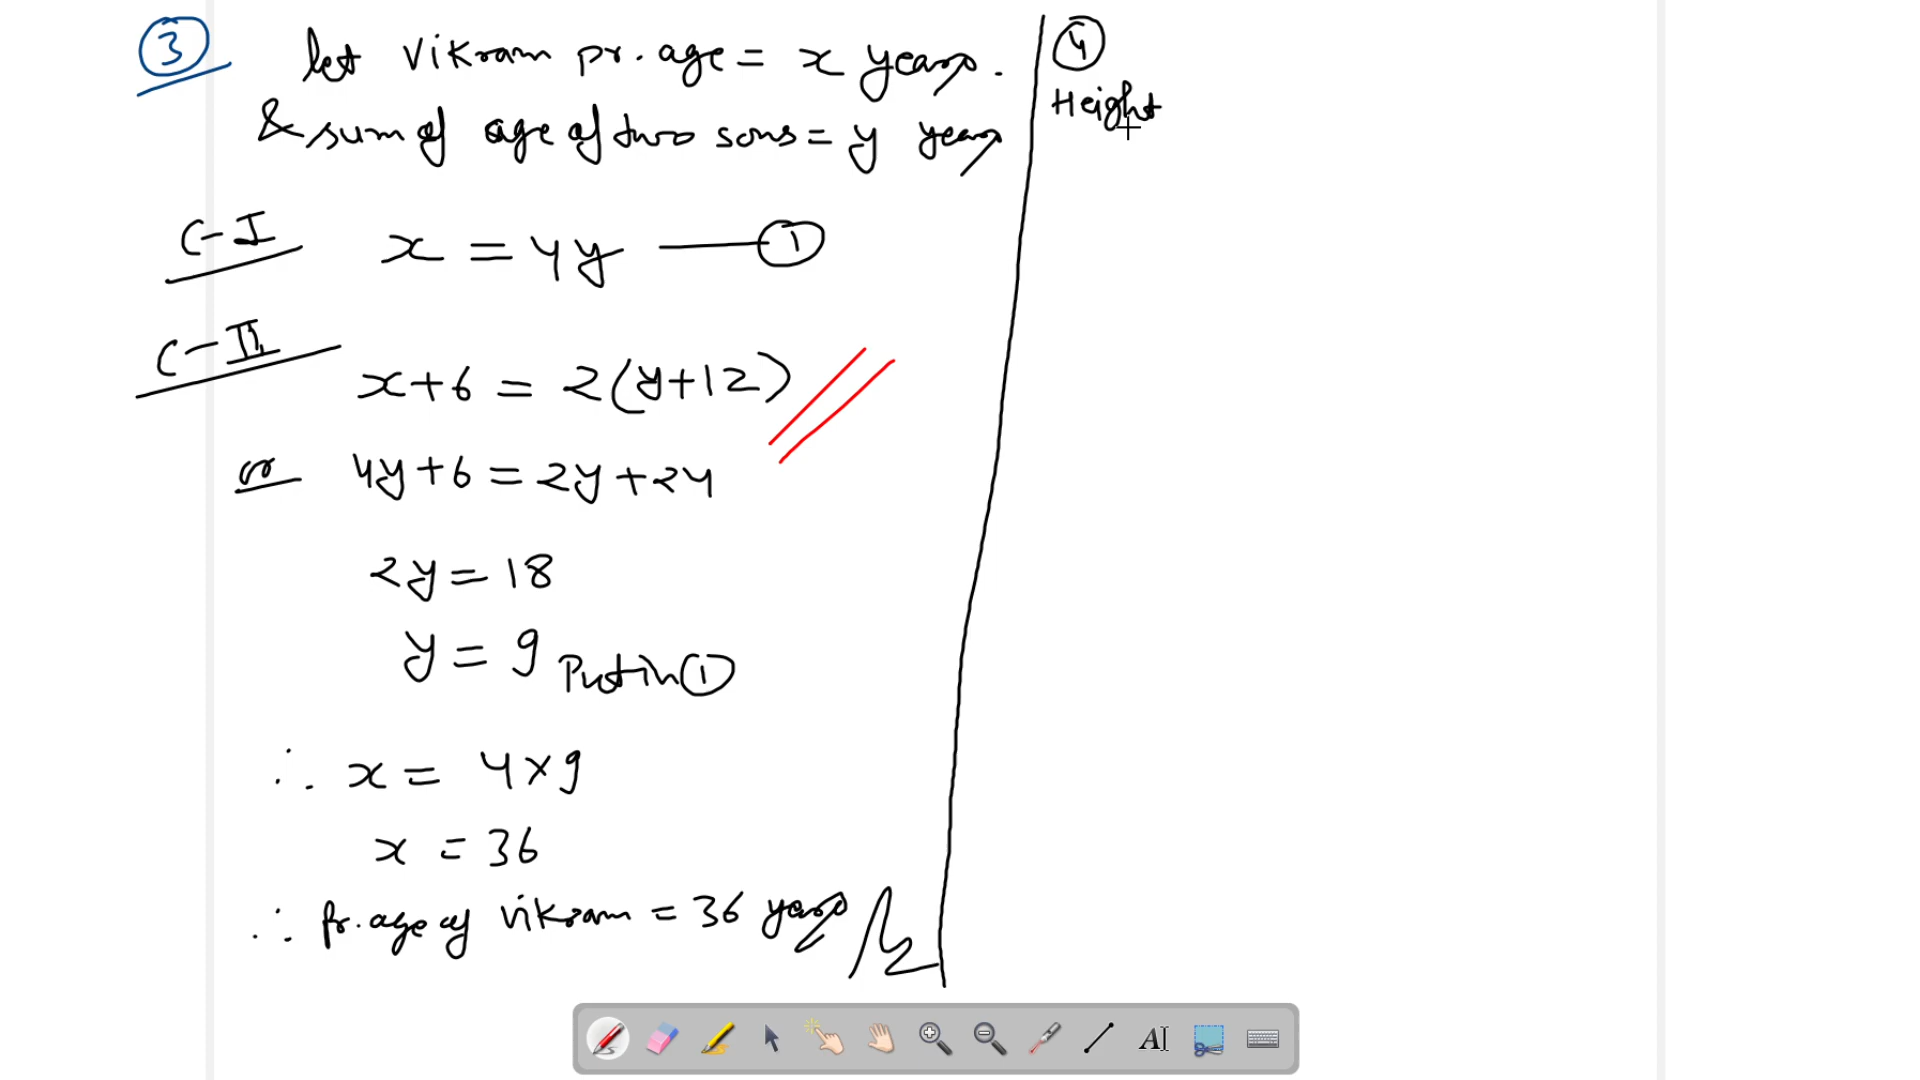 ③ let Vikram pr. age = x years.
& sum of age of two sons = y years
C-I x = 4y —— ①
C-II
x+6 = 2(y+12)
or 4y+6 = 2y+24
2y = 18
y = 9 Put in ①
∴ x = 4×9
x = 36
∴ pr. age of vikram = 36 years
④
Height
AI